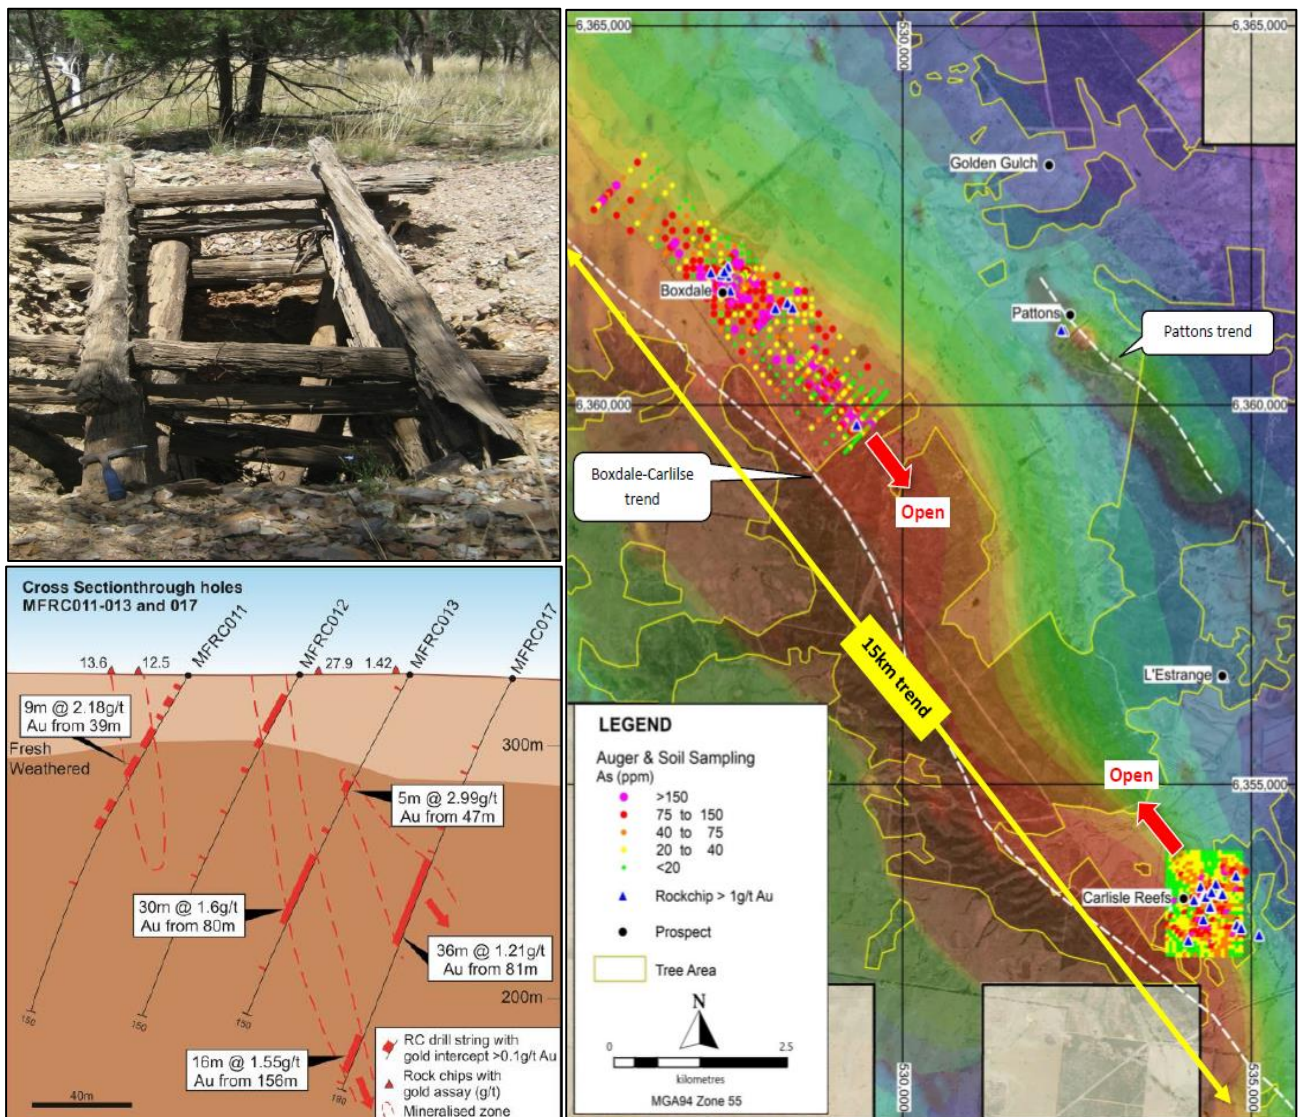 Cross Sectionthrough holes
MFRC011-013 and 017
13.6
12.5
MFRC011
MFRC012
27.9
1.42
MFRC013
MFRC017
9m @ 2.18g/t
Au from 39m
Fresh
Weathered
300m
5m @ 2.99g/t
Au from 47m
30m @ 1.6g/t
Au from 80m
36m @ 1.21g/t
Au from 81m
200m
150
150
150
16m @ 1.55g/t
Au from 156m
180
40m
RC drill string with
gold intercept >0.1g/t Au
Rock chips with
gold assay (g/t)
Mineralised zone
6,365,000
530,000
6,365,000
Golden Gulch
Boxdale
Pattons
Pattons trend
6,360,000
6,360,000
Boxdale-Carlilse
trend
Open
15km trend
L'Estrange
Open
6,355,000
Carlisle Reefs
LEGEND
Auger & Soil Sampling
As (ppm)
>150
75 to 150
40 to 75
20 to 40
<20
Rockchip > 1g/t Au
Prospect
Tree Area
N
0
2.5
kilometres
MGA94 Zone 55
530,000
535,000